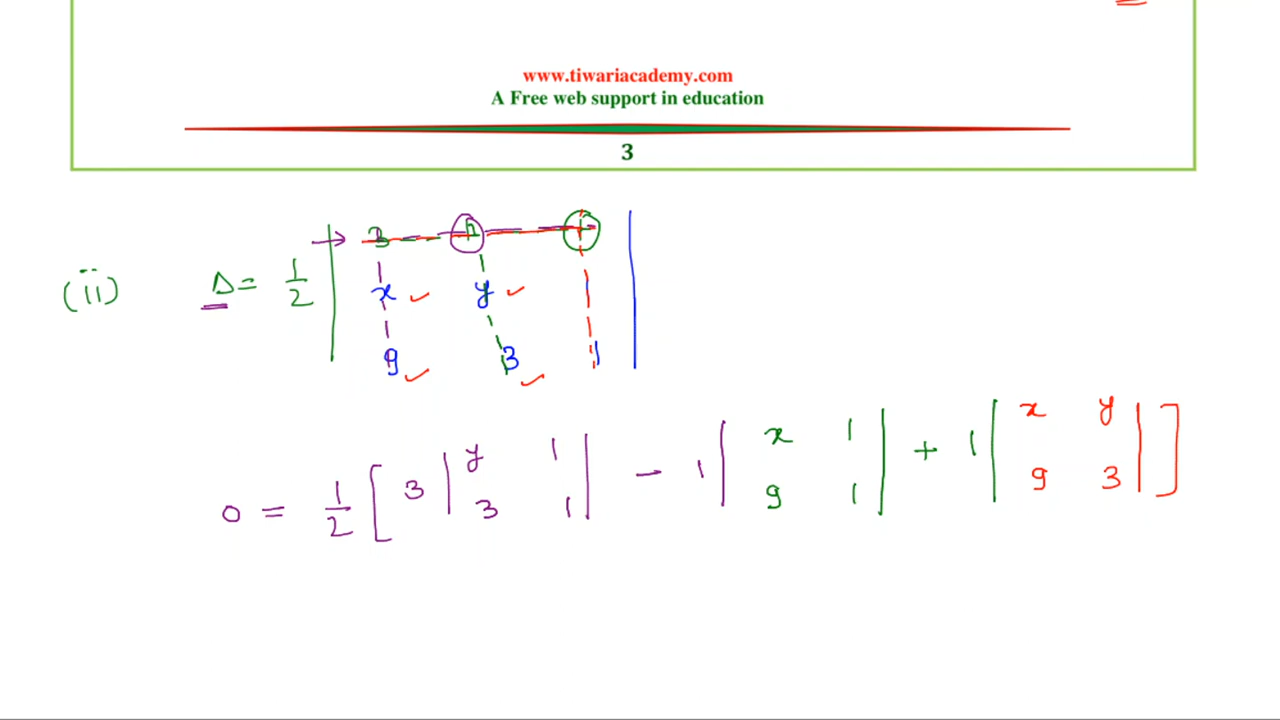 www.tiwariacademy.com
A Free web support in education
3
(ii) Δ = 1/2 | 3 1 1 |
| x y 1 |
| 9 3 1 |
0 = 1/2 [ 3 | y 1 | - 1 | x 1 | + 1 | x y | ]
| 3 1 | | 9 1 | | 9 3 |